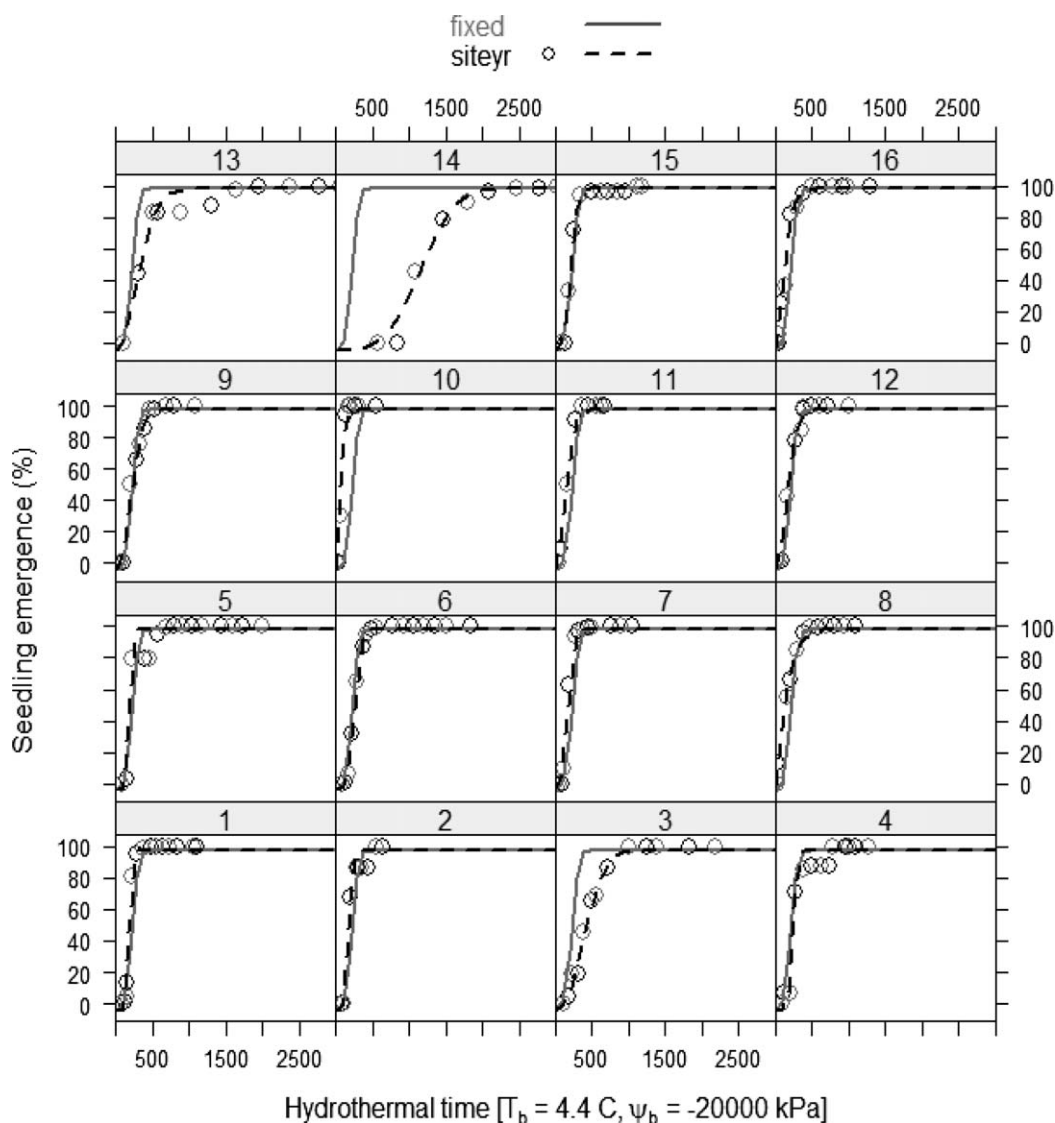 fixed
siteyr
500 1500 2500 500 1500 2500
13 14 15 16
100
80
60
40
20
0
9 10 11 12
100
80
60
40
20
0
5 6 7 8
100
80
60
40
20
0
1 2 3 4
100
80
60
40
20
0
Seedling emergence (%)
500 1500 2500 500 1500 2500
Hydrothermal time [T_b = 4.4 C, ψ_b = -20000 kPa]